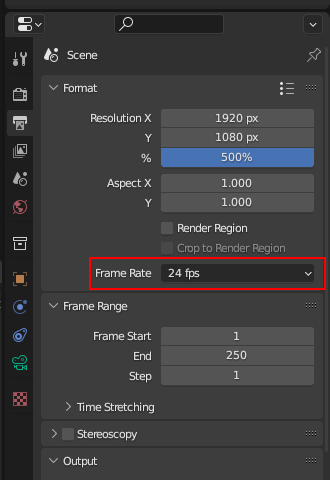 Scene
Format
Resolution X 1920 px
Y 1080 px
% 500%
Aspect X 1.000
Y 1.000
Render Region
Crop to Render Region
Frame Rate 24 fps
Frame Range
Frame Start 1
End 250
Step 1
Time Stretching
Stereoscopy
Output